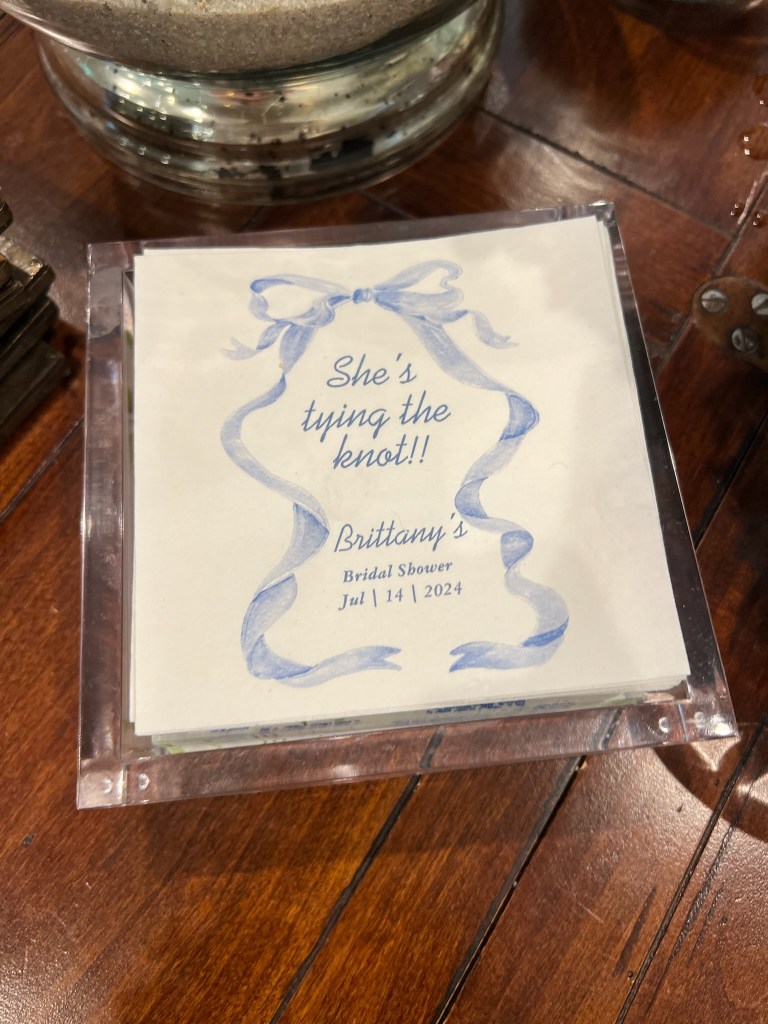 She's
tying the
knot!!
Brittany's
Bridal Shower
Jul | 14 | 2024